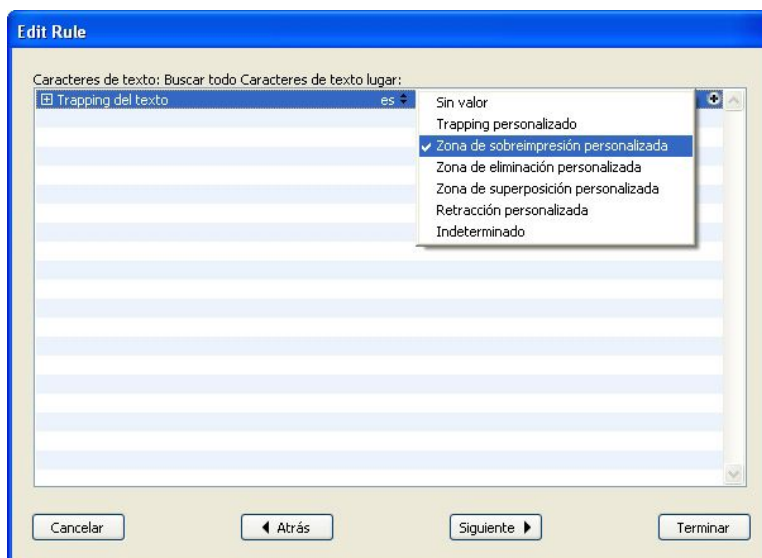 Edit Rule
Caracteres de texto: Buscar todo Caracteres de texto lugar:
Trapping del texto es
Sin valor
Trapping personalizado
Zona de sobreimpresión personalizada
Zona de eliminación personalizada
Zona de superposición personalizada
Retracción personalizada
Indeterminado
Cancelar Atrás Siguiente Terminar